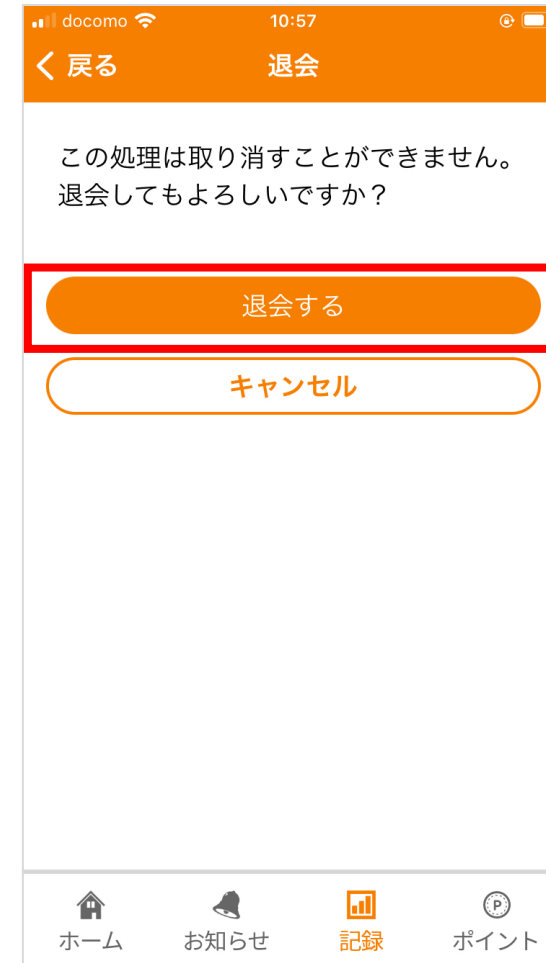 docomo 10:57
戻る 退会
この処理は取り消すことができません。
退会してもよろしいですか？
退会する
キャンセル
ホーム お知らせ 記録 P ポイント